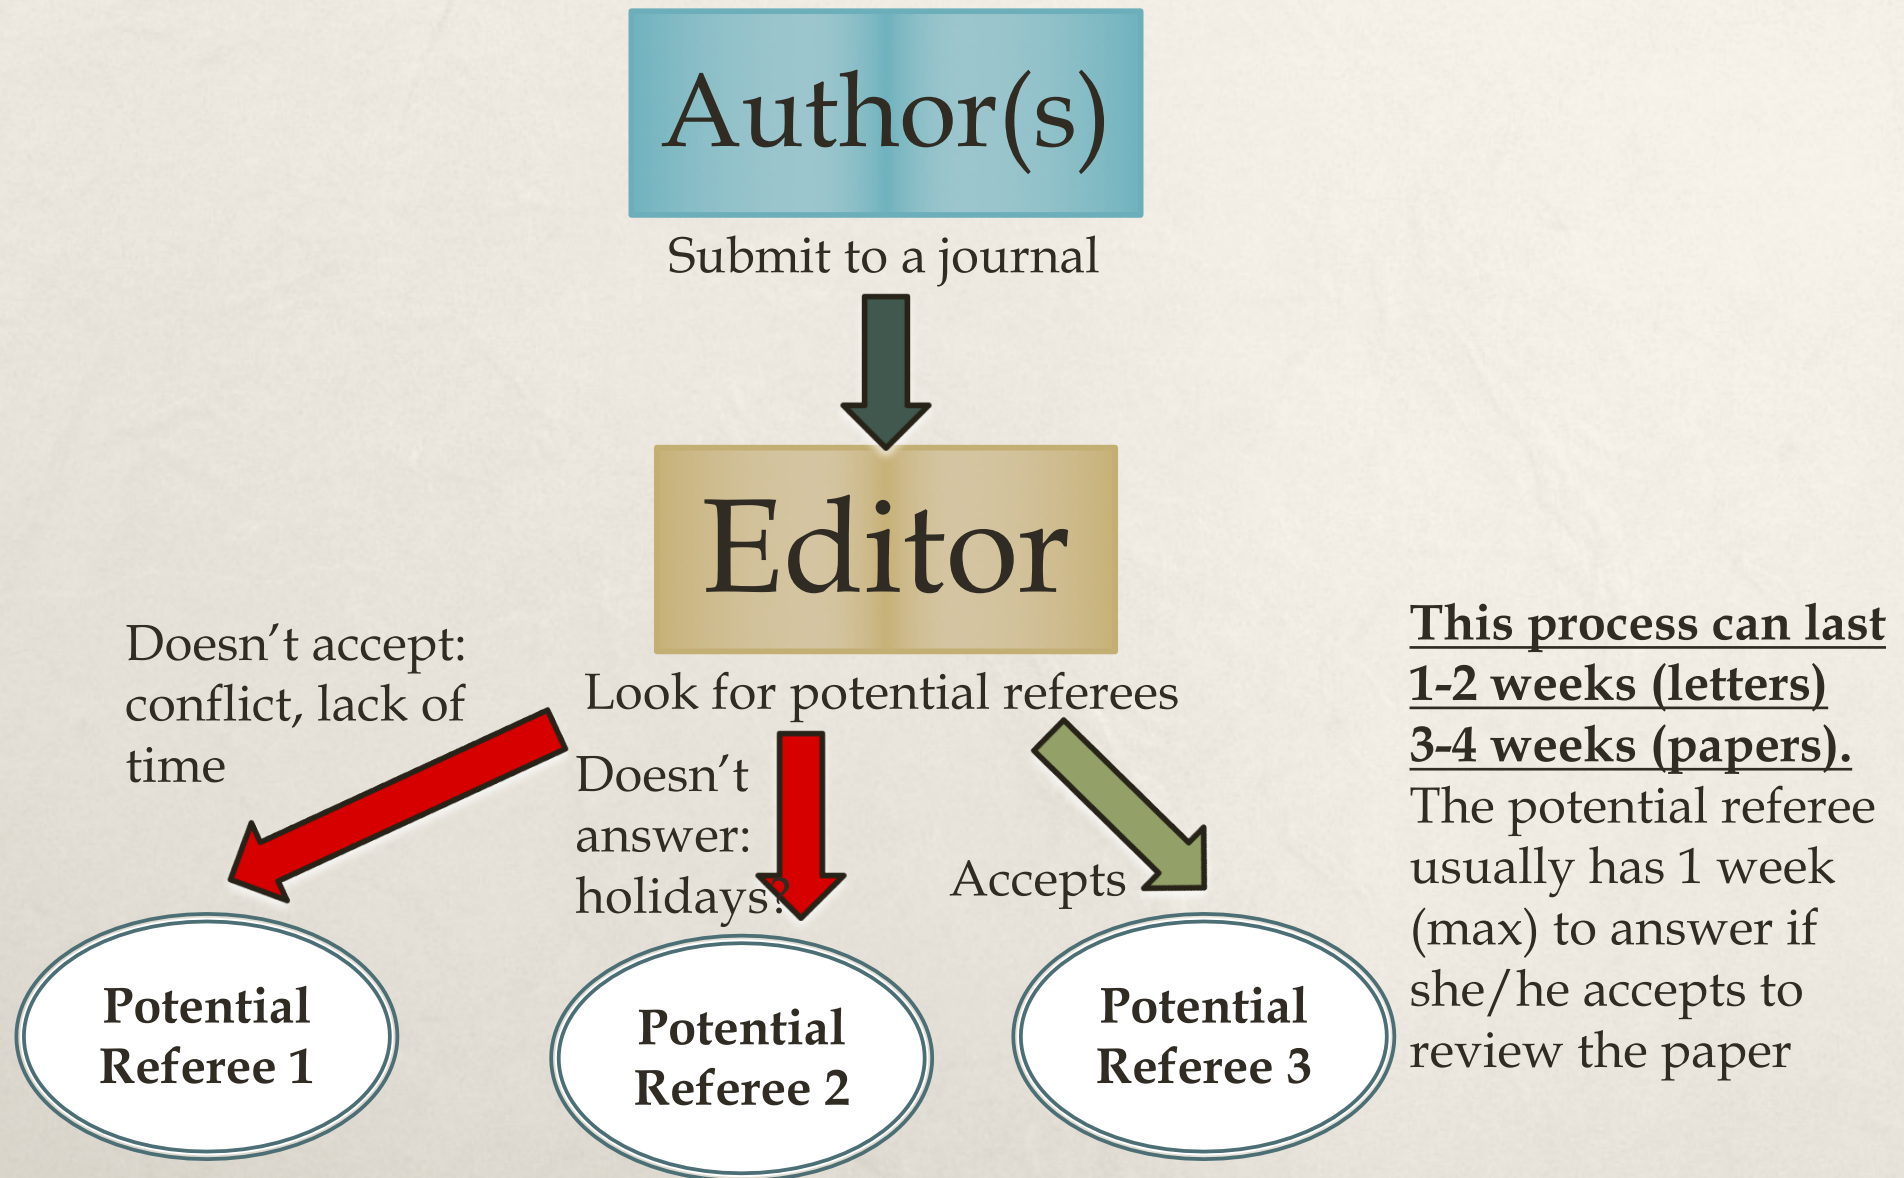 Author(s)
Submit to a journal
Editor
Look for potential referees
Doesn’t accept:
conflict, lack of
time
Doesn’t
answer:
holidays?
Accepts
Potential
Referee 1
Potential
Referee 2
Potential
Referee 3
This process can last
1-2 weeks (letters)
3-4 weeks (papers).
The potential referee
usually has 1 week
(max) to answer if
she/he accepts to
review the paper